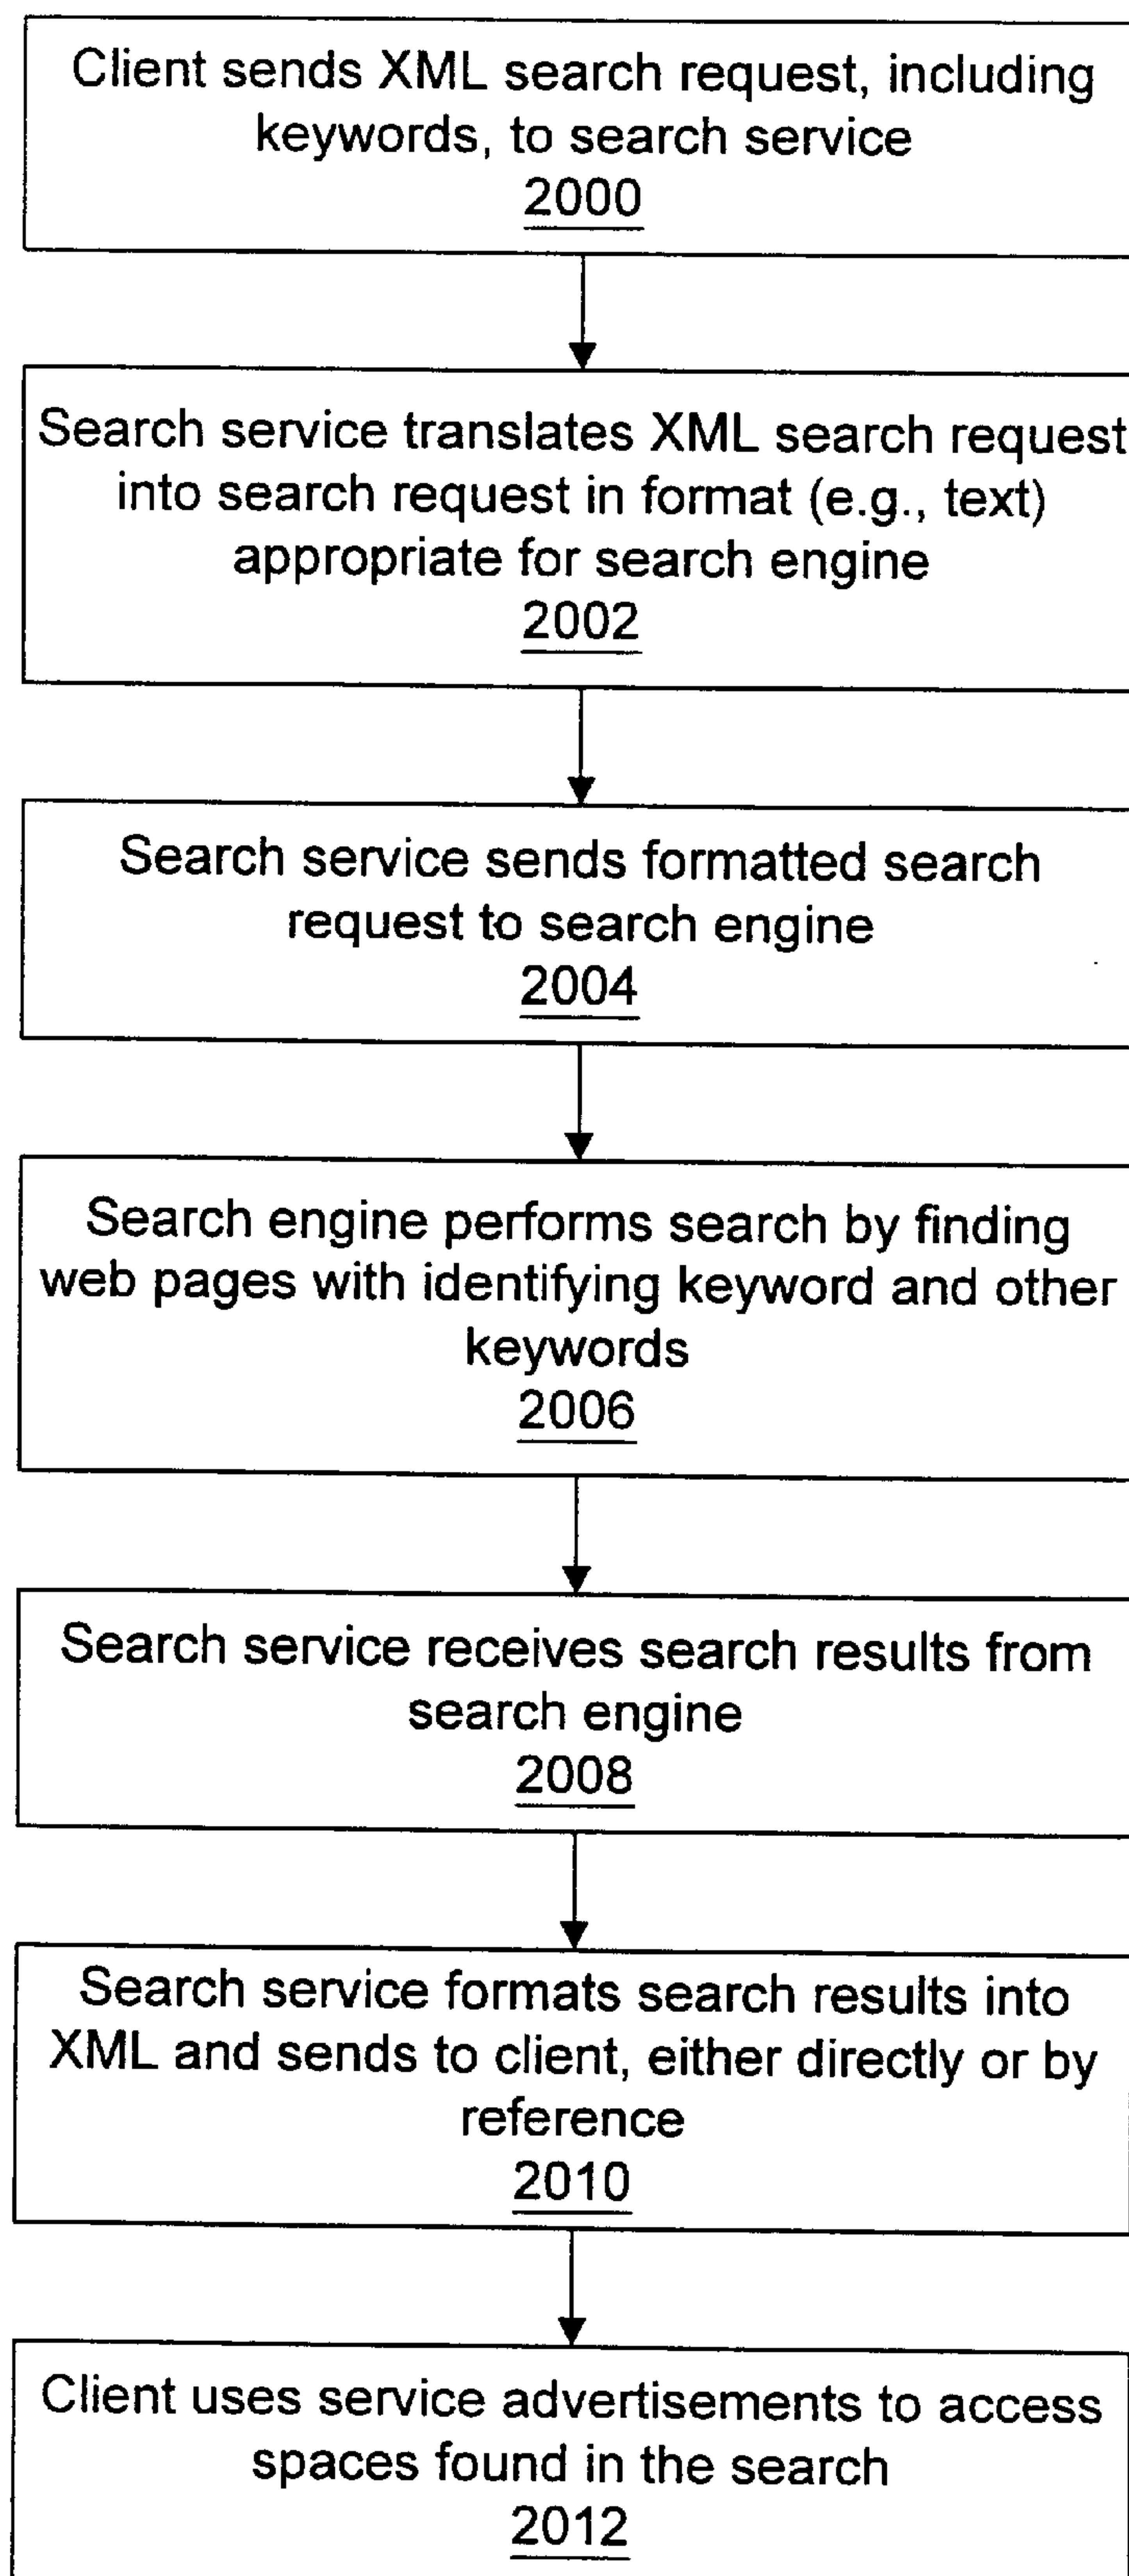 Client sends XML search request, including
keywords, to search service
2000
Search service translates XML search request
into search request in format (e.g., text)
appropriate for search engine
2002
Search service sends formatted search
request to search engine
2004
Search engine performs search by finding
web pages with identifying keyword and other
keywords
2006
Search service receives search results from
search engine
2008
Search service formats search results into
XML and sends to client, either directly or by
reference
2010
Client uses service advertisements to access
spaces found in the search
2012